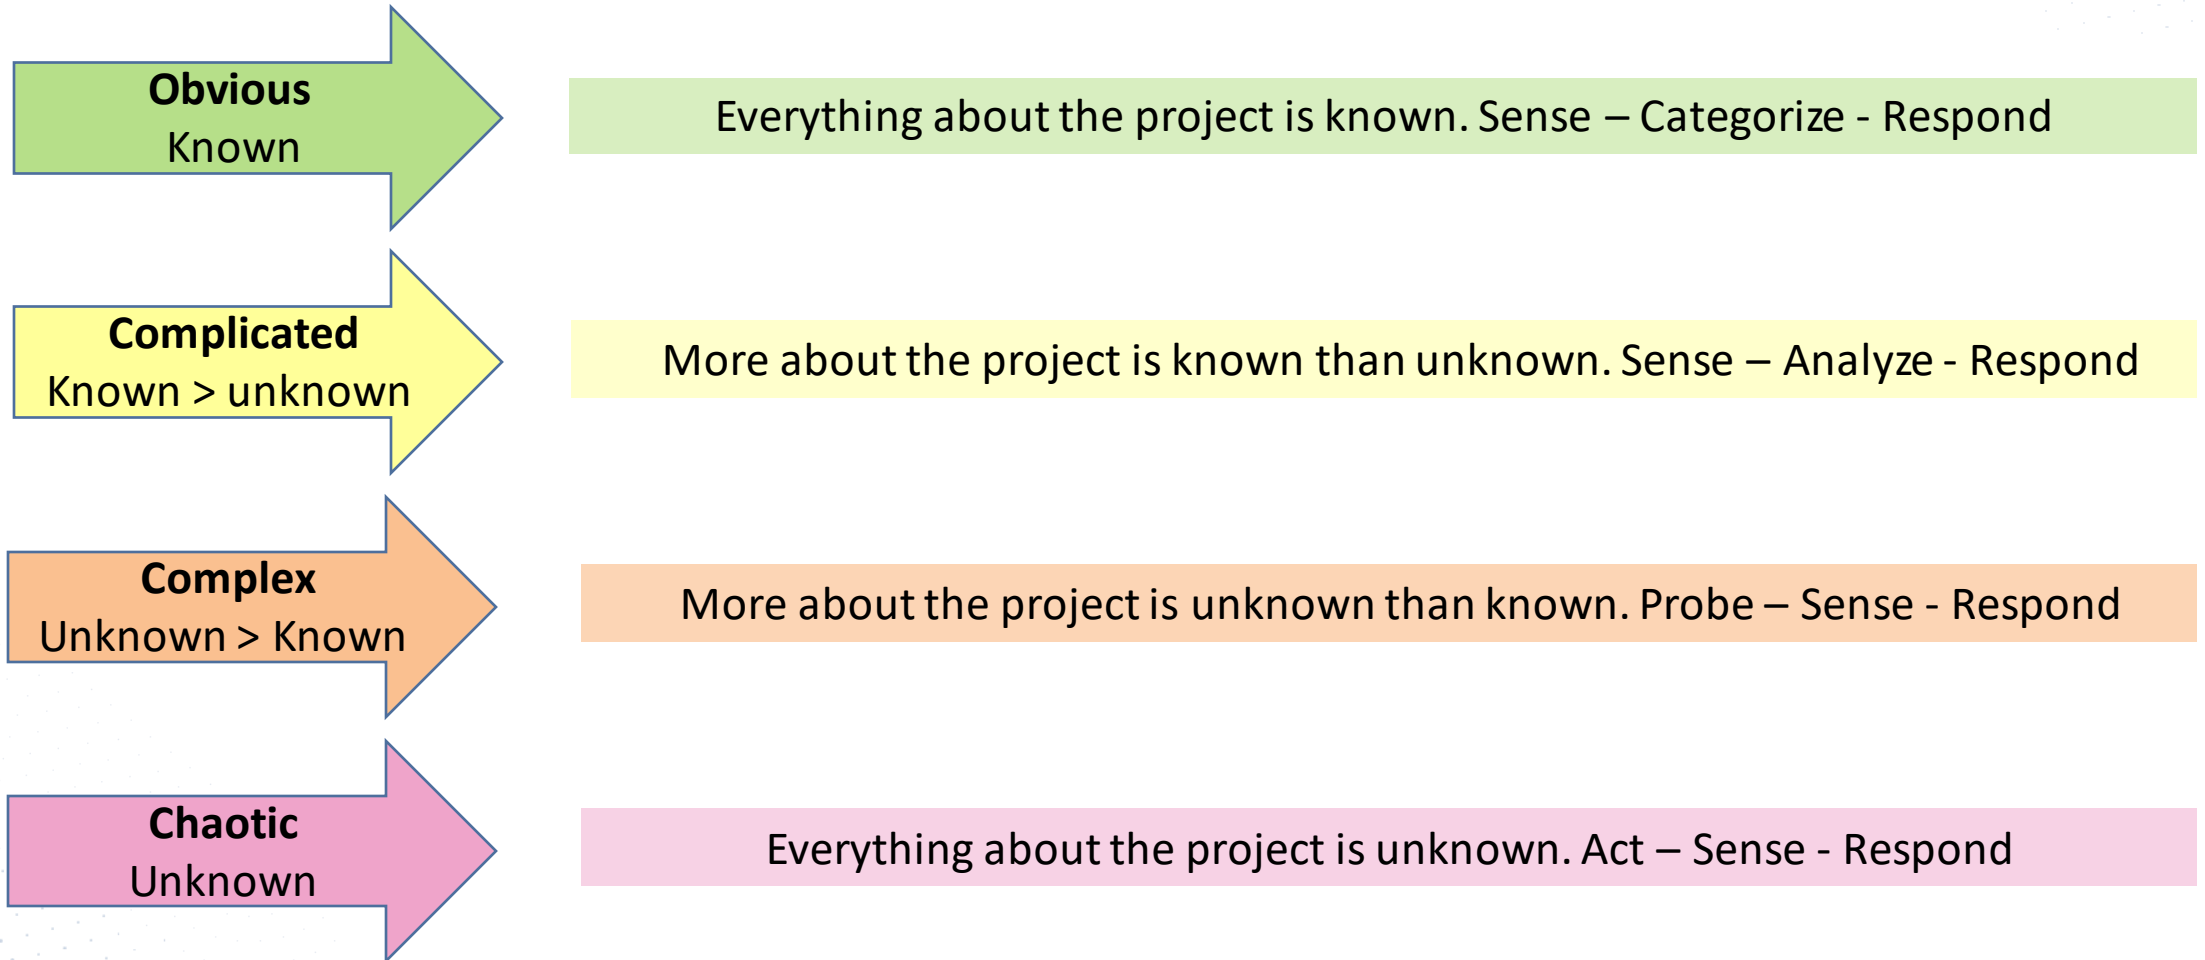 Obvious
Known
Everything about the project is known. Sense – Categorize - Respond
Complicated
Known > unknown
More about the project is known than unknown. Sense – Analyze - Respond
Complex
Unknown > Known
More about the project is unknown than known. Probe – Sense - Respond
Chaotic
Unknown
Everything about the project is unknown. Act – Sense - Respond